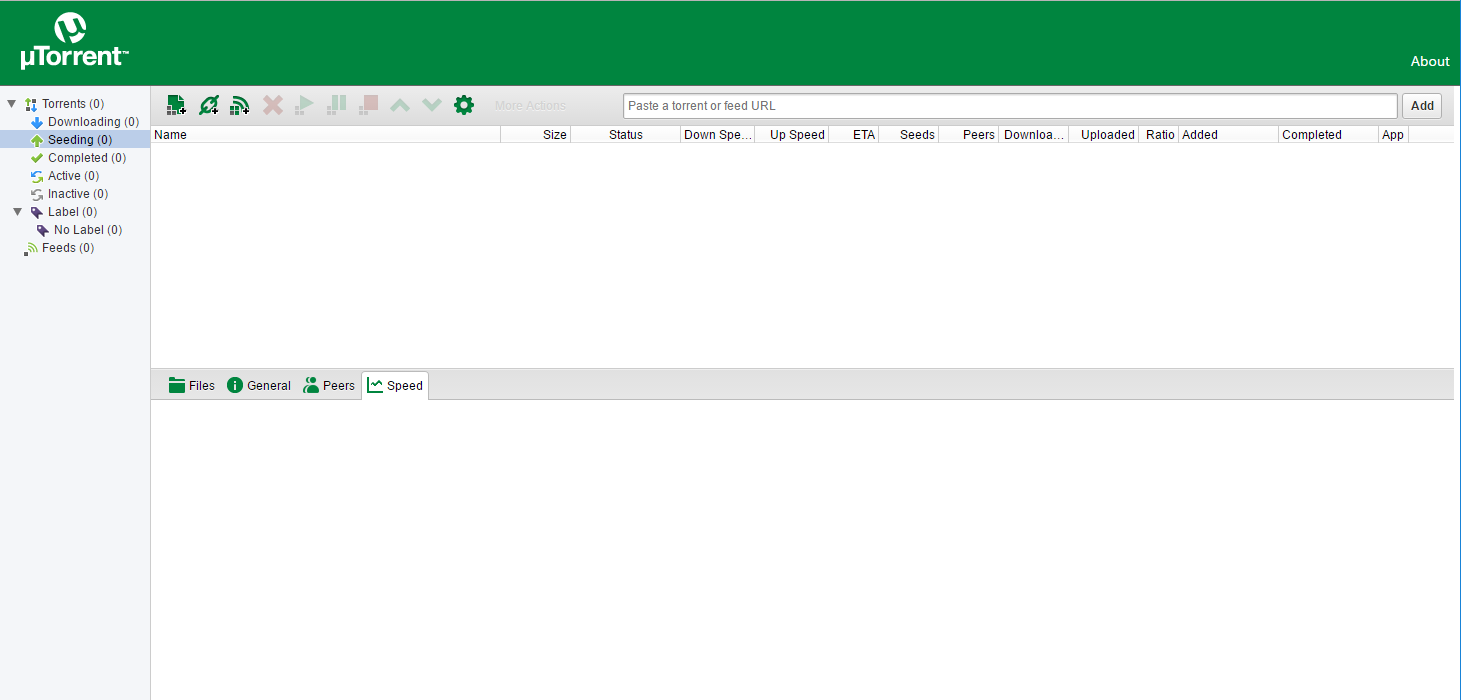 µTorrent™
About
Torrents (0)
Downloading (0)
Seeding (0)
Completed (0)
Active (0)
Inactive (0)
Label (0)
No Label (0)
Feeds (0)
More Actions
Paste a torrent or feed URL
Add
Name Size Status Down Spe... Up Speed ETA Seeds Peers Downloa... Uploaded Ratio Added Completed App
Files General Peers Speed